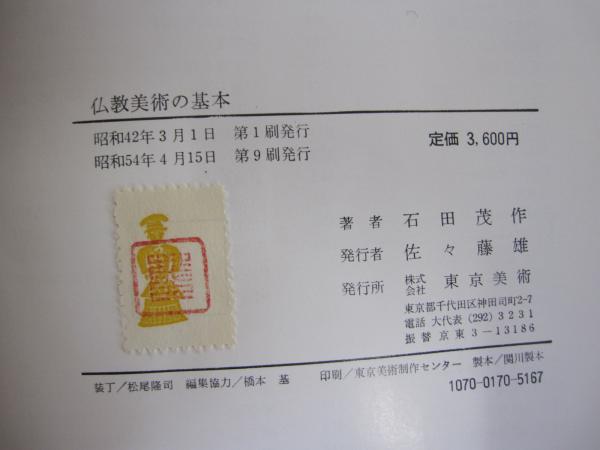 仏教美術の基本
昭和42年3月1日 第1刷発行
昭和54年4月15日 第9刷発行
定価 3,600円
著者 石田茂作
発行者 佐々藤雄
発行所 株式会社 東京美術
東京都千代田区神田司町2-7
電話 大代表 (292) 3231
振替 東京3-13186
装丁/松尾隆司 編集協力/橋本 基 印刷/東京美術制作センター 製本/関川製本
1070-0170-5167